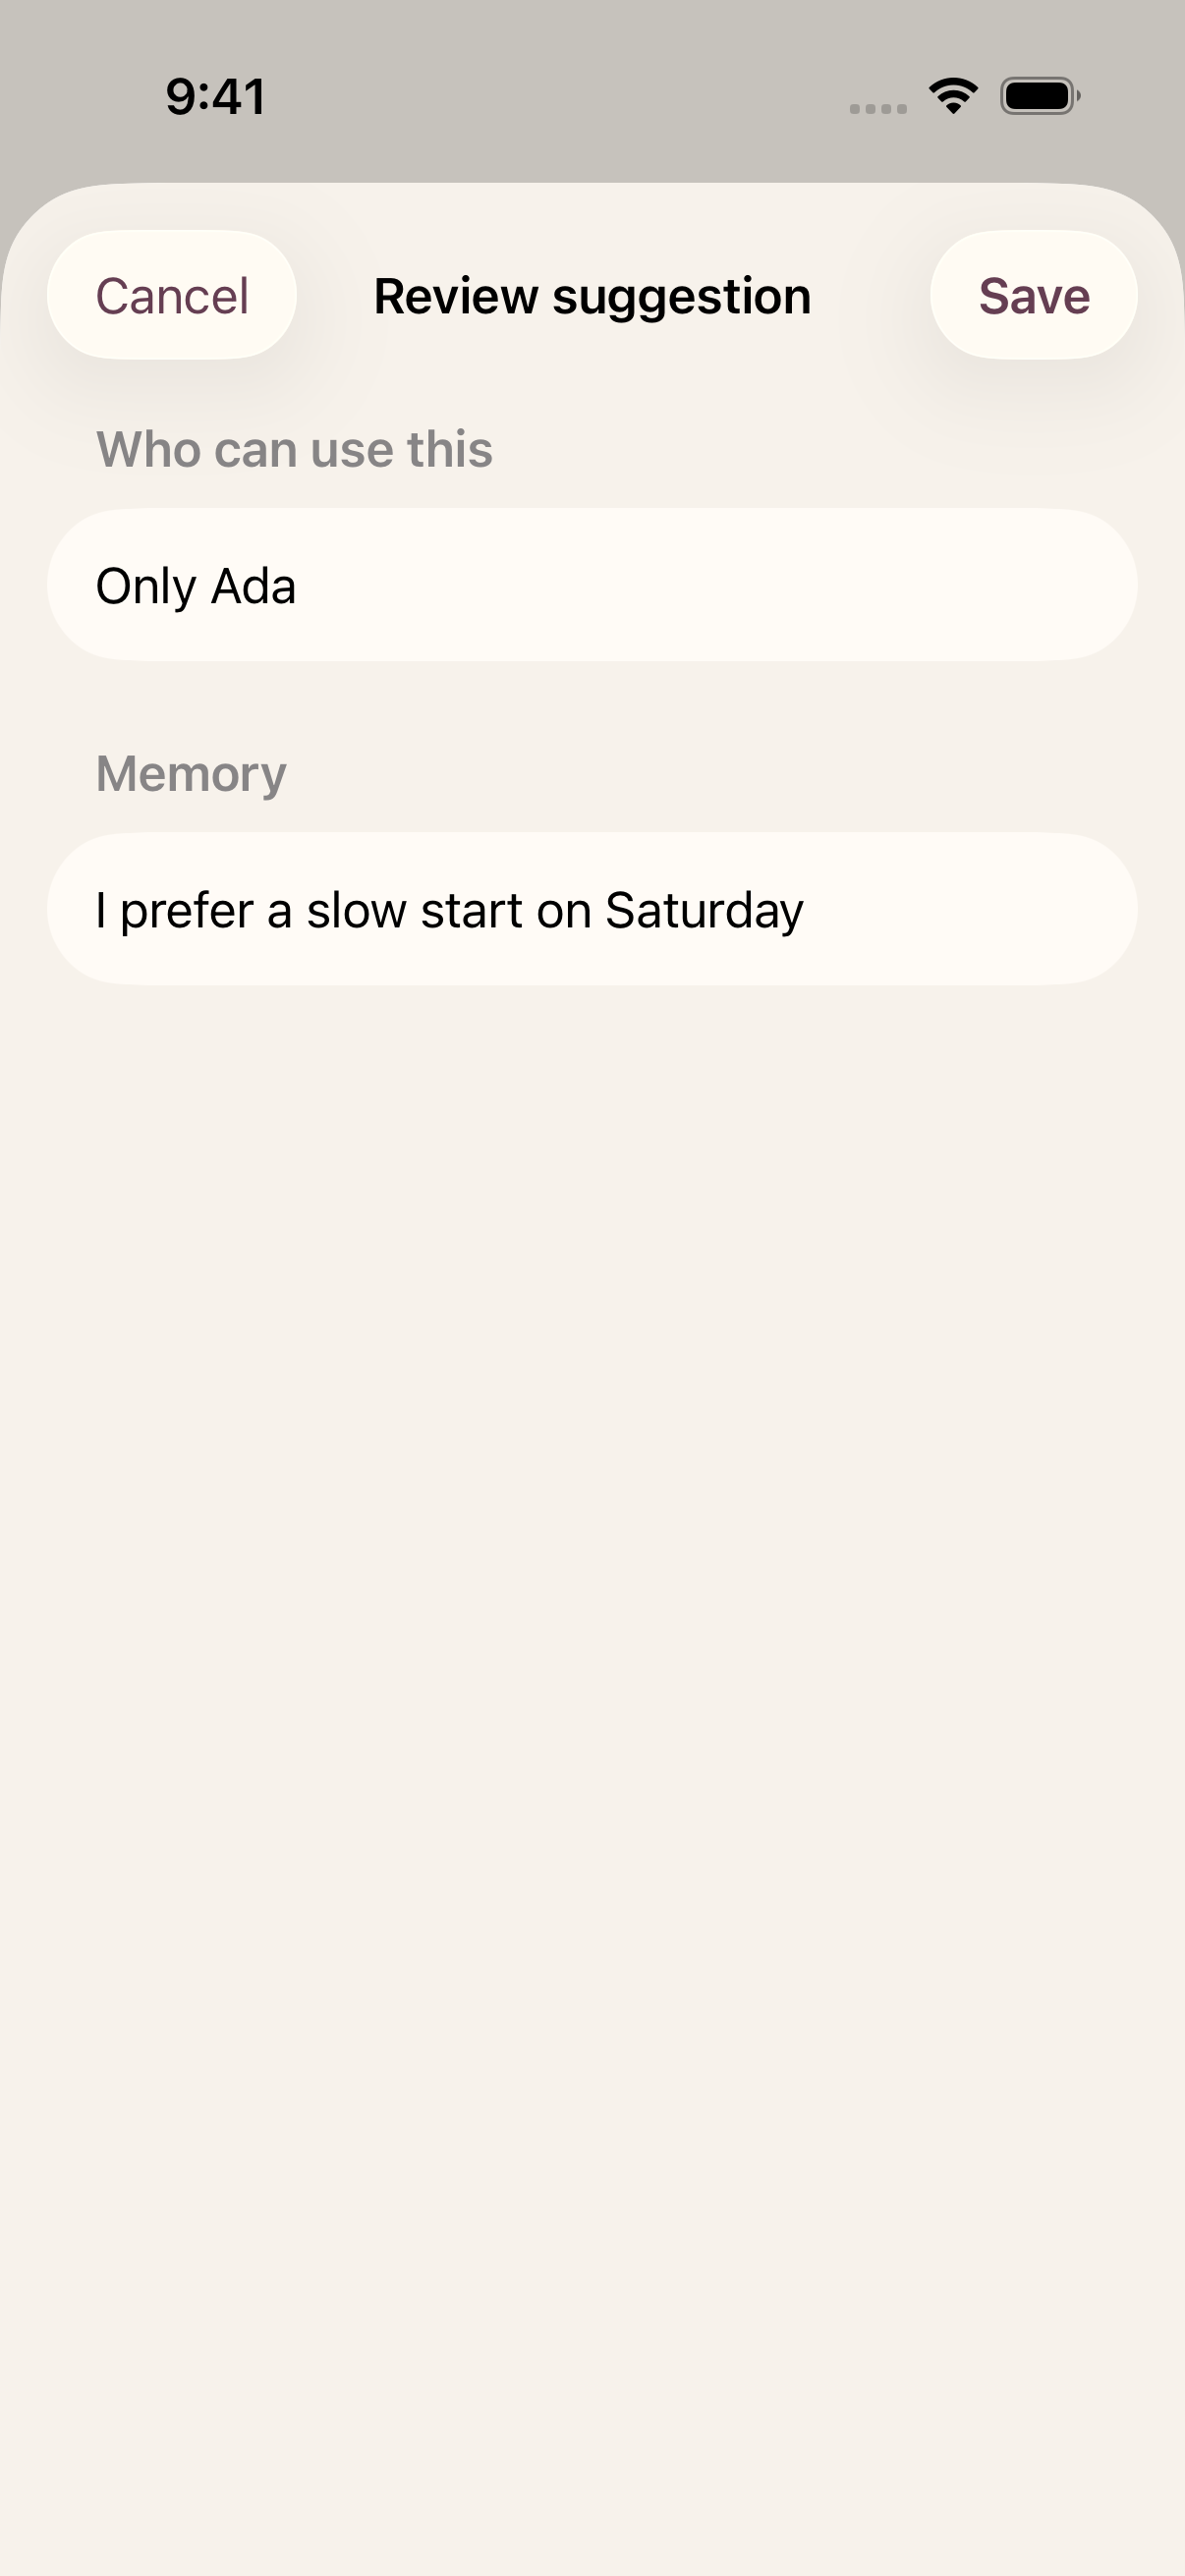 9:41
Cancel
Review suggestion
Save
Who can use this
Only Ada
Memory
I prefer a slow start on Saturday